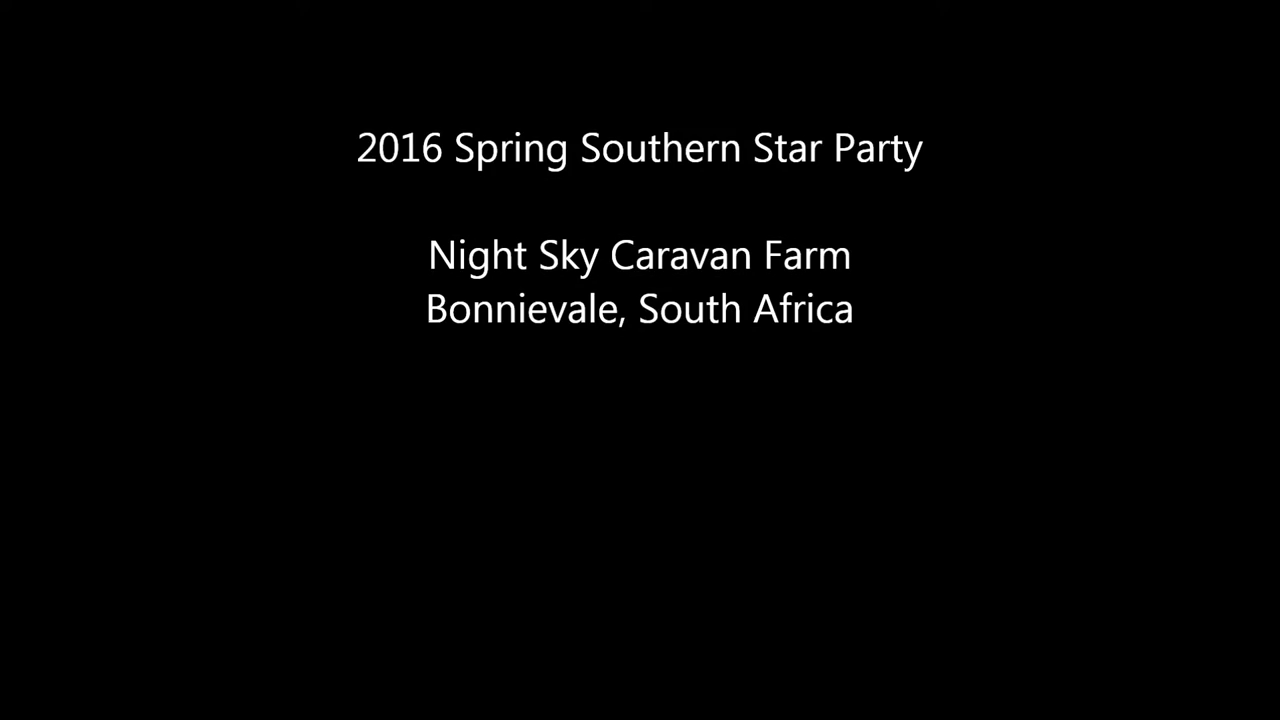 2016 Spring Southern Star Party
Night Sky Caravan Farm
Bonnievale, South Africa